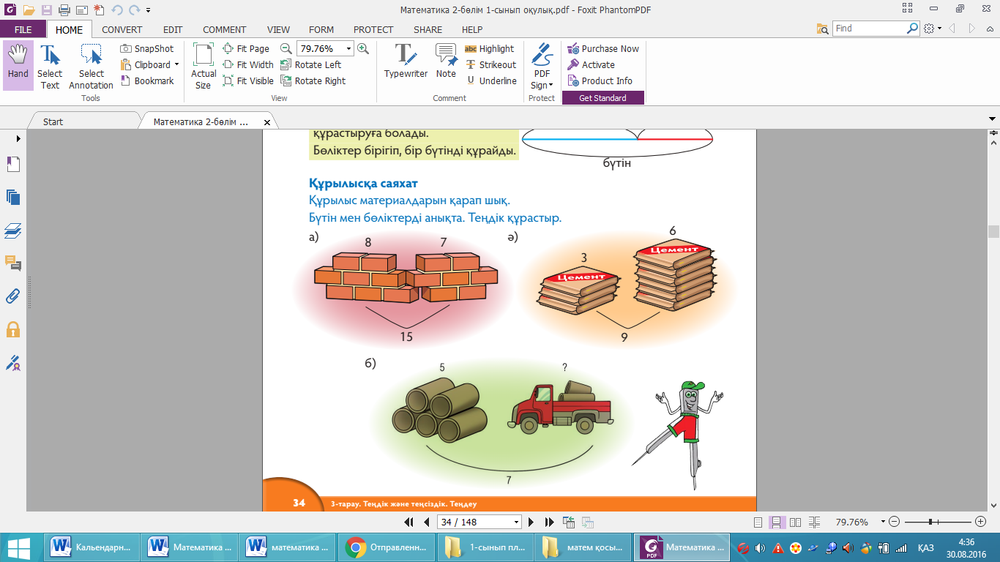 Математика 2-бөлім 1-сынып оқулық.pdf - Foxit PhantomPDF
FILE HOME CONVERT EDIT COMMENT VIEW FORM PROTECT SHARE HELP
Find
Hand
Select Text
Select Annotation
SnapShot
Clipboard
Bookmark
Tools
Actual Size
Fit Page
Fit Width
Fit Visible
79.76%
Rotate Left
Rotate Right
View
Typewriter
Note
abc Highlight
Strikeout
U Underline
Comment
PDF Sign
Protect
Purchase Now
Activate
Product Info
Get Standard
Start
Математика 2-бөлім ...
құрастыруға болады.
Бөліктер бірігіп, бір бүтінді құрайды.
бүтін
Құрылысқа саяхат
Құрылыс материалдарын қарап шық.
Бүтін мен бөліктерді анықта. Теңдік құрастыр.
а)
8 7
15
ә)
3 6
Цемент
Цемент
9
б)
5 ?
7
34 3-тарау. Теңдік және теңсіздік. Теңдеу
34 / 148
79.76%
Кальендарн...
Математика ...
математика ...
Отправленн...
1-сынып пл...
матем қосы...
PDF
Математика ...
ҚАЗ
4:36
30.08.2016